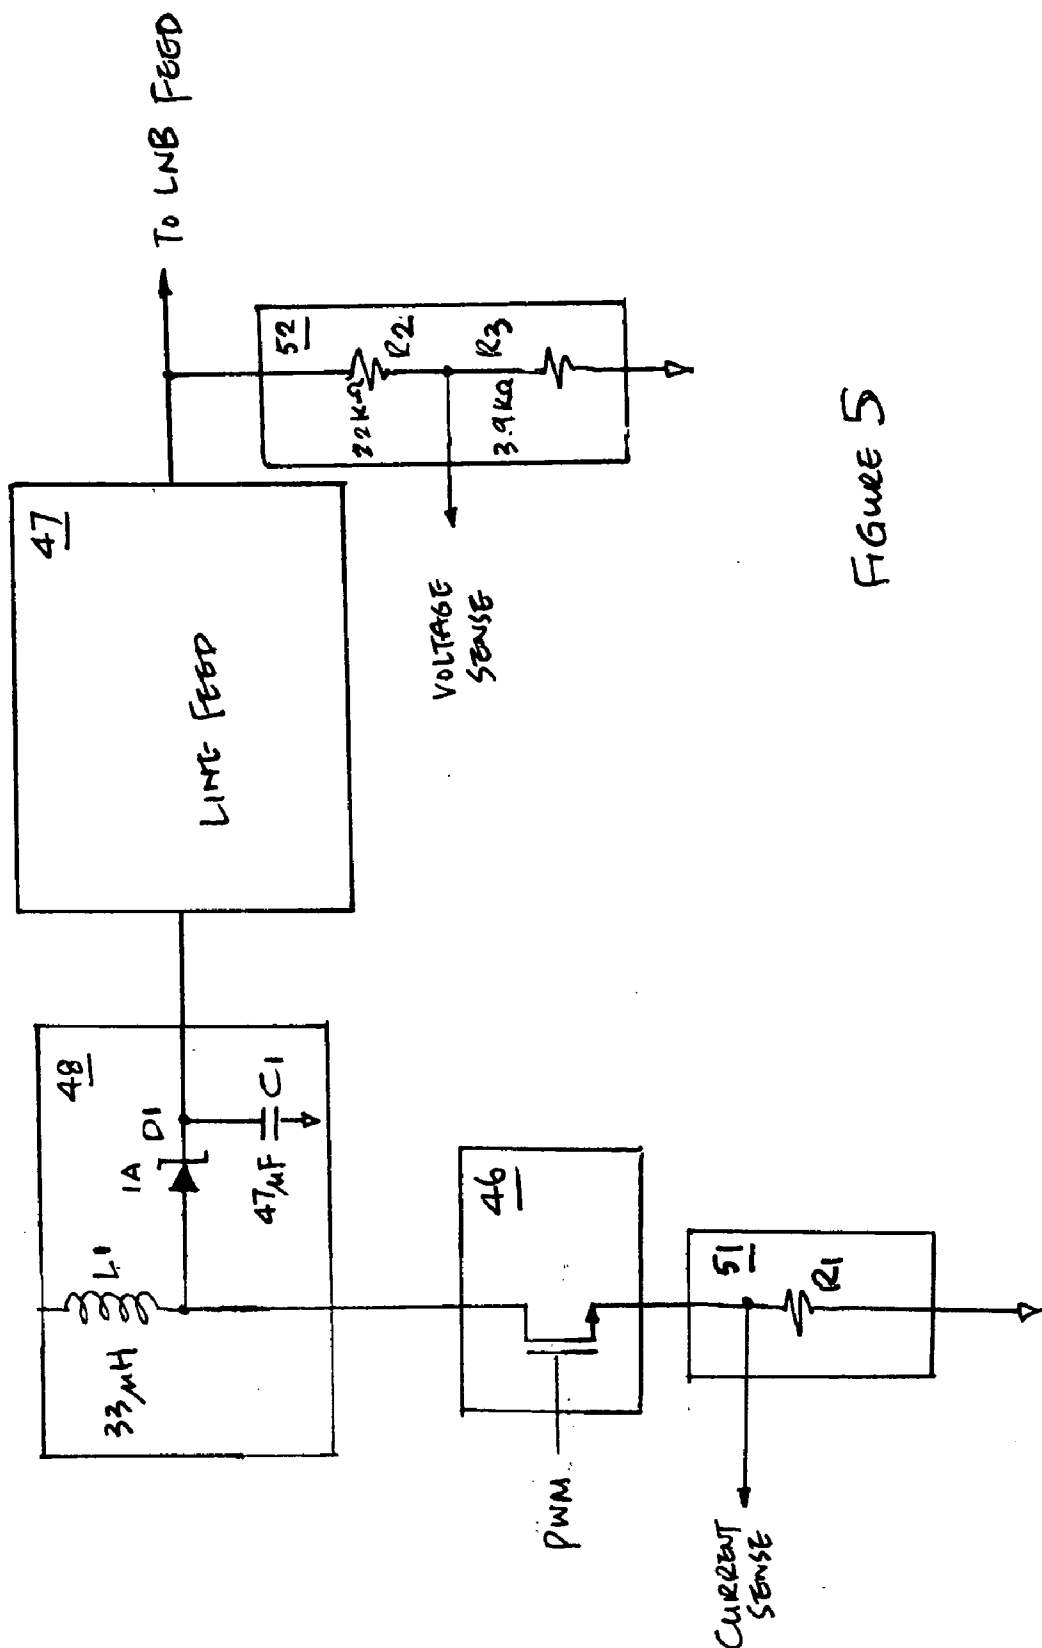 48
L1
33µH
1A
D1
47µF
C1
47
LINE FEED
TO LNB FEED
52
22KΩ
R2
3.9KΩ
R3
VOLTAGE
SENSE
46
PWM
51
R1
CURRENT
SENSE
FIGURE 5